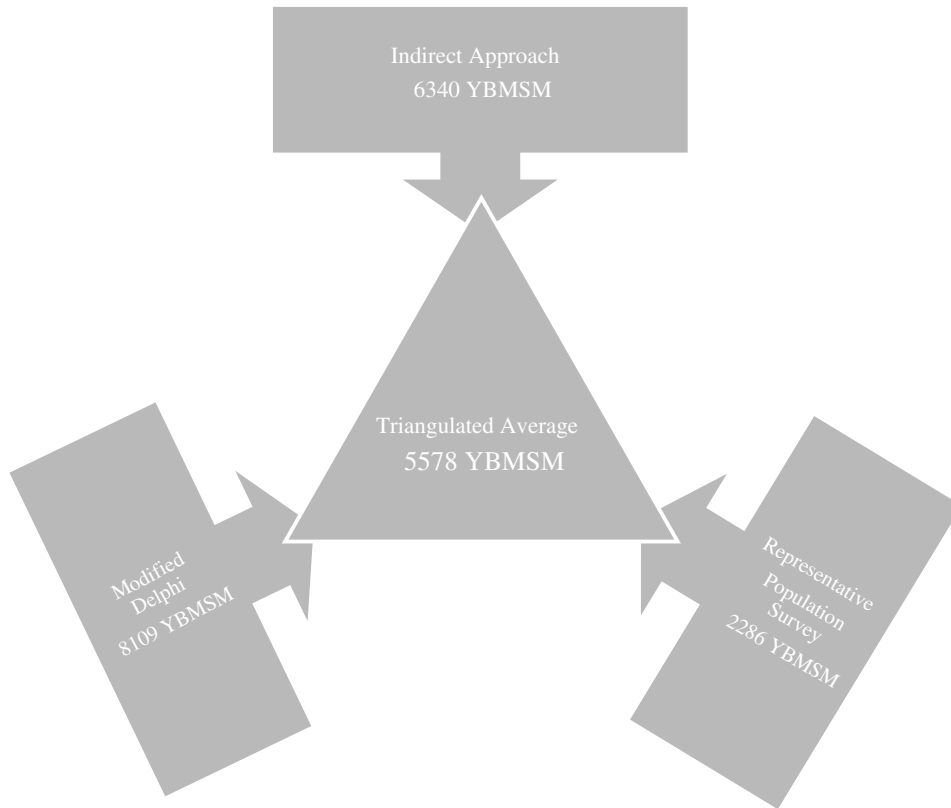 Indirect Approach
6340 YBMSM
Triangulated Average
5578 YBMSM
Modified
Delphi
8109 YBMSM
Representative
Population
Survey
2286 YBMSM